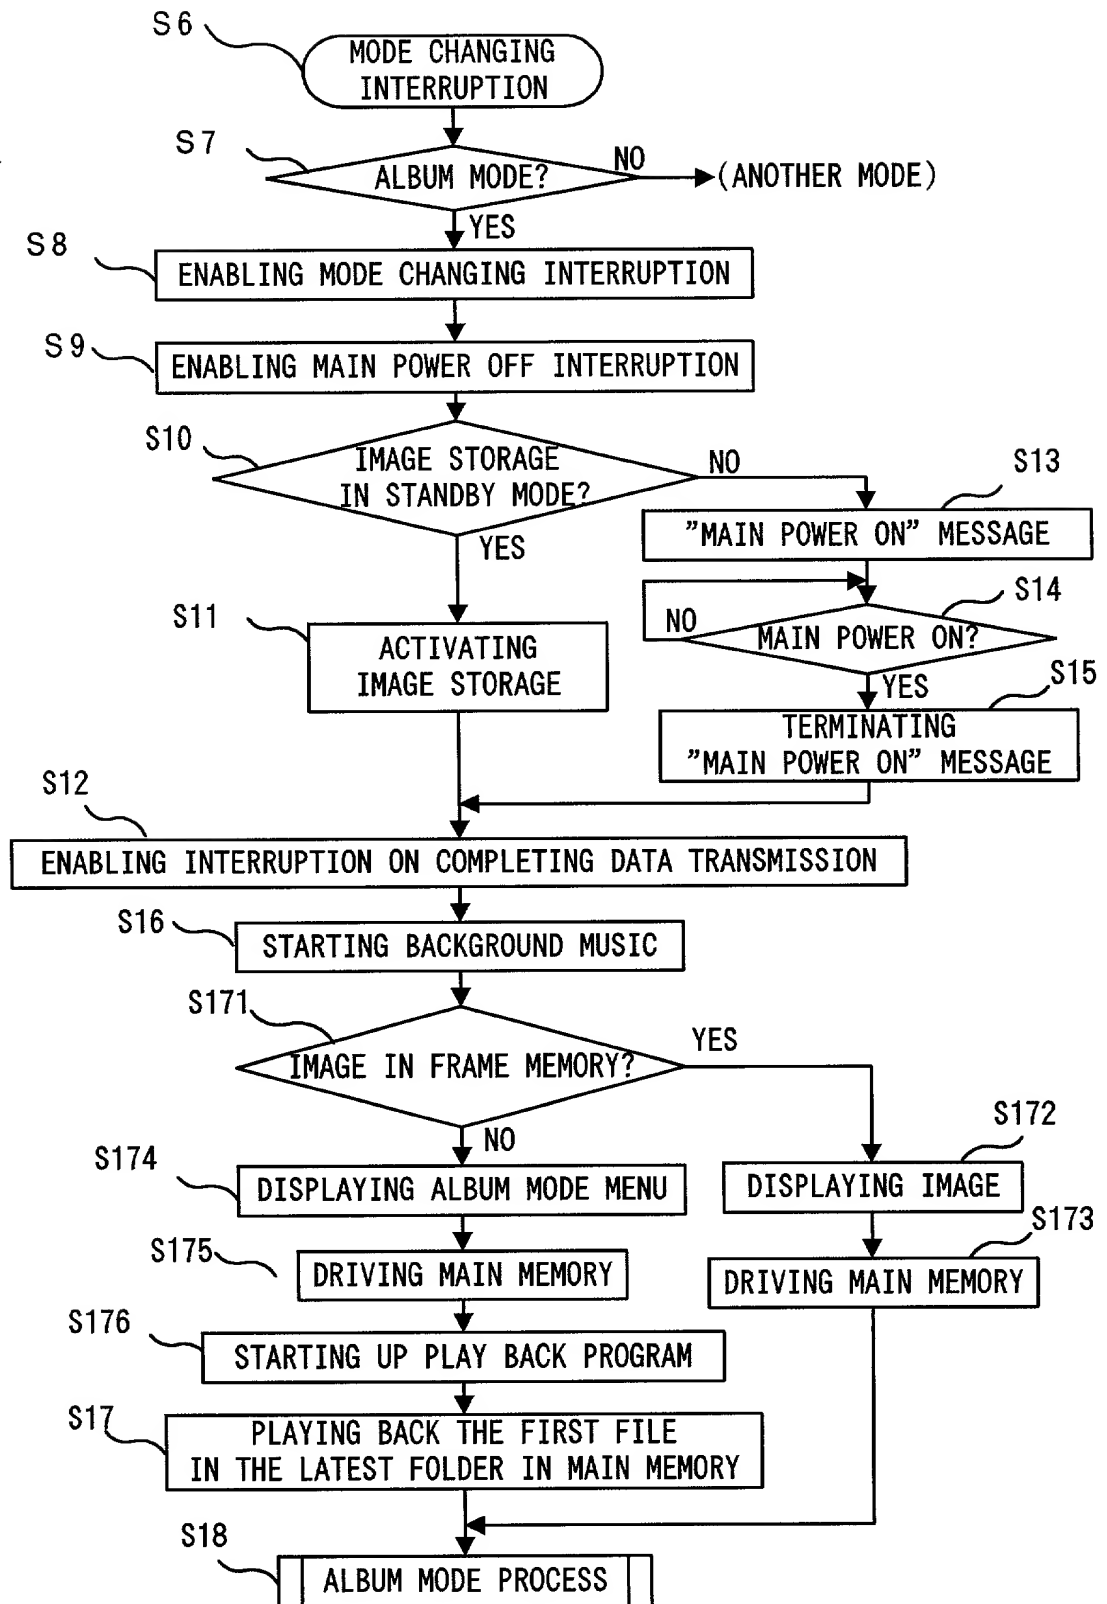 S6
MODE CHANGING
INTERRUPTION
S7
ALBUM MODE?
NO
(ANOTHER MODE)
YES
S8
ENABLING MODE CHANGING INTERRUPTION
S9
ENABLING MAIN POWER OFF INTERRUPTION
S10
IMAGE STORAGE
IN STANDBY MODE?
NO
YES
S13
"MAIN POWER ON" MESSAGE
S14
NO
MAIN POWER ON?
YES
S11
ACTIVATING
IMAGE STORAGE
S15
TERMINATING
"MAIN POWER ON" MESSAGE
S12
ENABLING INTERRUPTION ON COMPLETING DATA TRANSMISSION
S16
STARTING BACKGROUND MUSIC
S171
IMAGE IN FRAME MEMORY?
YES
NO
S172
DISPLAYING IMAGE
S174
DISPLAYING ALBUM MODE MENU
S173
DRIVING MAIN MEMORY
S175
DRIVING MAIN MEMORY
S176
STARTING UP PLAY BACK PROGRAM
S17
PLAYING BACK THE FIRST FILE
IN THE LATEST FOLDER IN MAIN MEMORY
S18
ALBUM MODE PROCESS